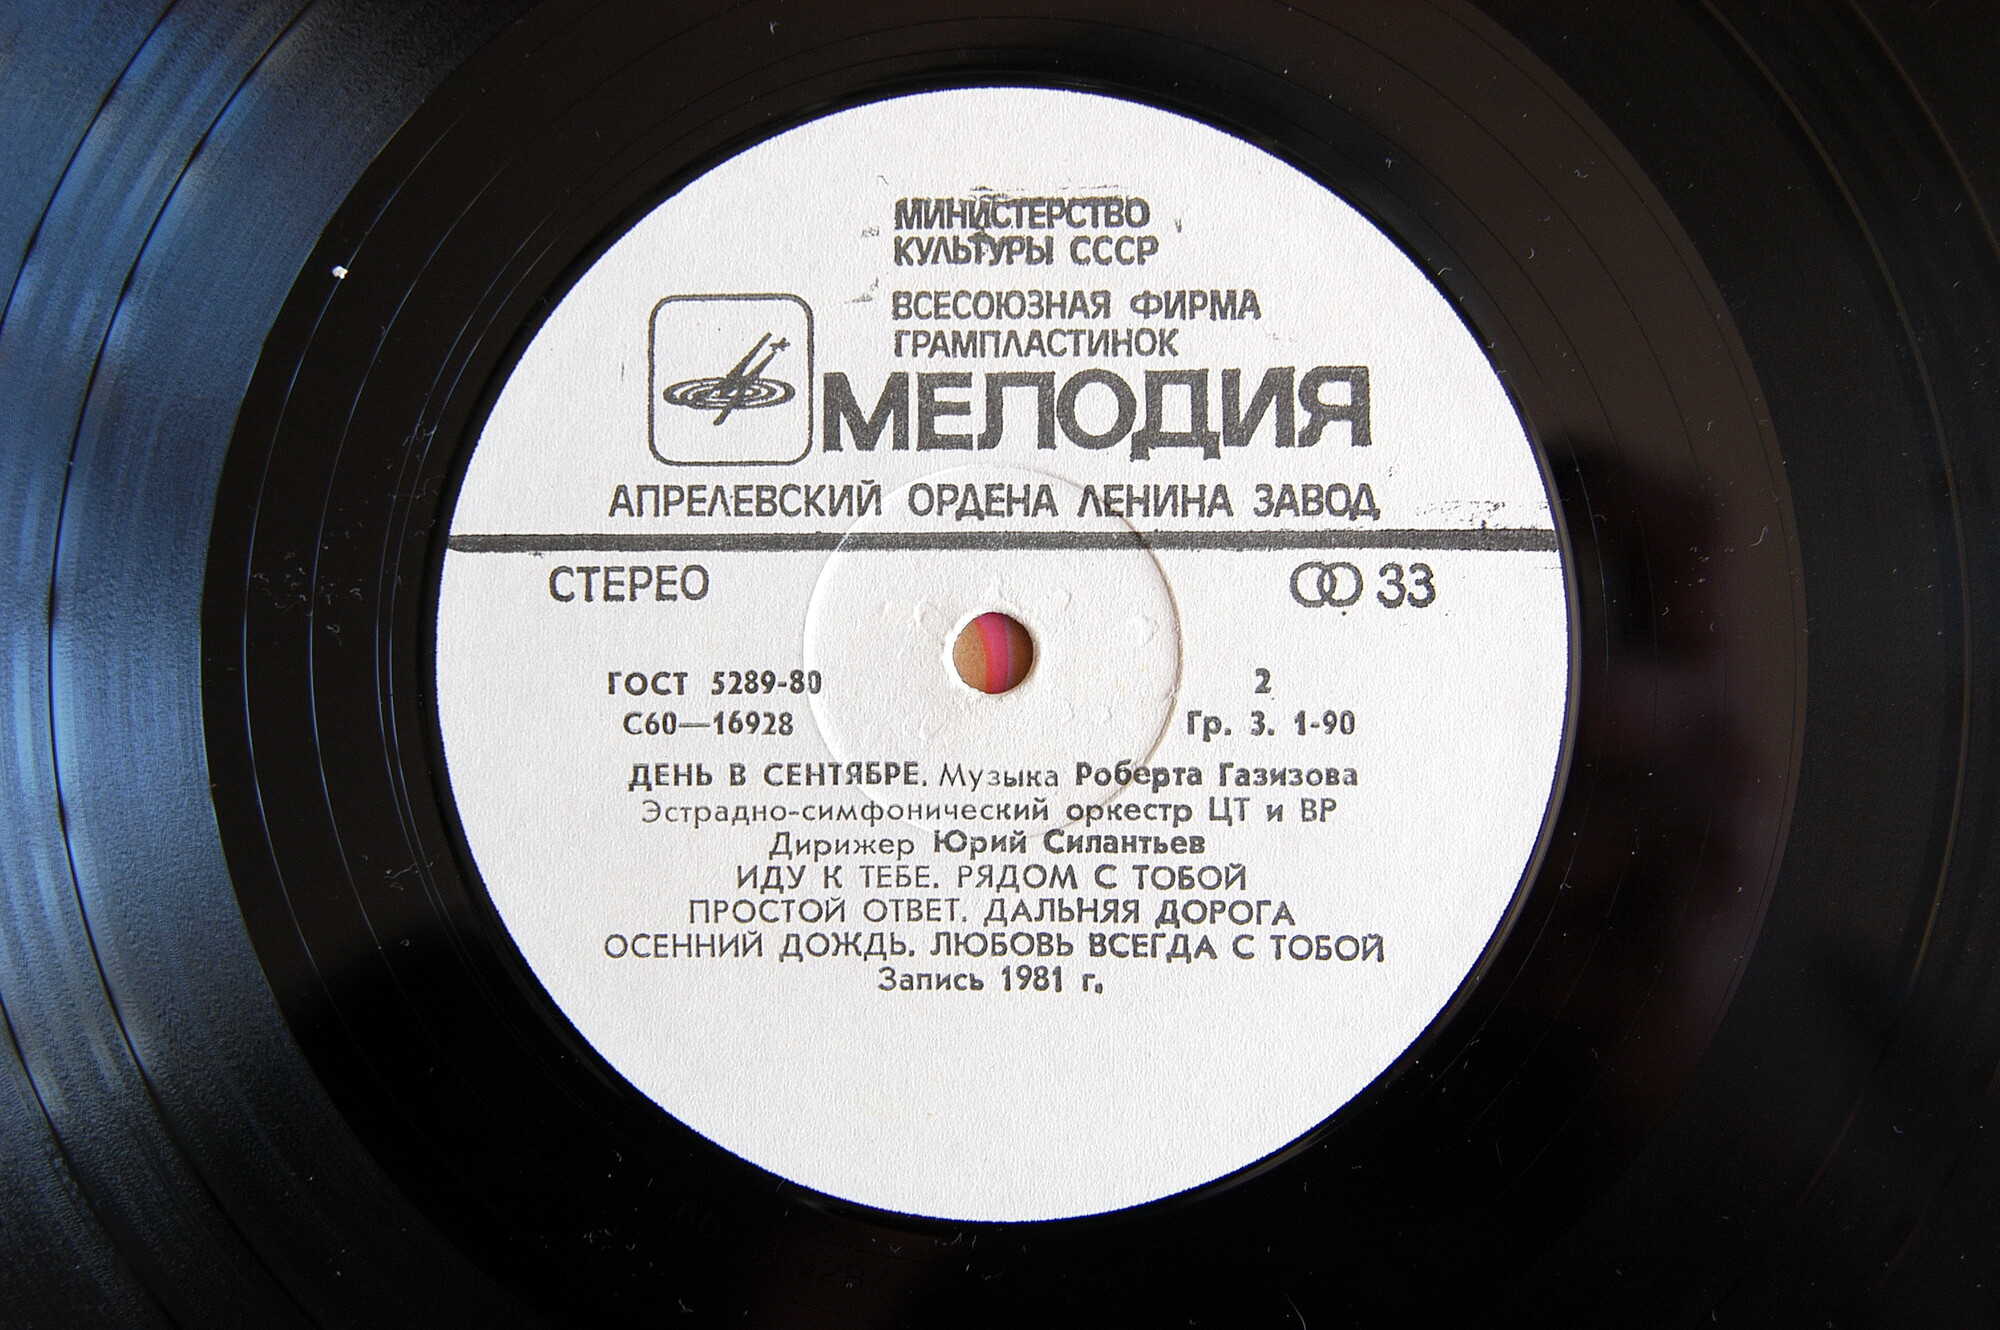 МИНИСТЕРСТВО
КУЛЬТУРЫ СССР
ВСЕСОЮЗНАЯ ФИРМА
ГРАМПЛАСТИНОК
МЕЛОДИЯ
АПРЕЛЕВСКИЙ ОРДЕНА ЛЕНИНА ЗАВОД
СТЕРЕО 33
ГОСТ 5289-80 2
С60—16928 Гр. 3. 1-90
ДЕНЬ В СЕНТЯБРЕ. Музыка Роберта Газизова
Эстрадно-симфонический оркестр ЦТ и ВР
Дирижер Юрий Силантьев
ИДУ К ТЕБЕ. РЯДОМ С ТОБОЙ
ПРОСТОЙ ОТВЕТ. ДАЛЬНЯЯ ДОРОГА
ОСЕННИЙ ДОЖДЬ. ЛЮБОВЬ ВСЕГДА С ТОБОЙ
Запись 1981 г.